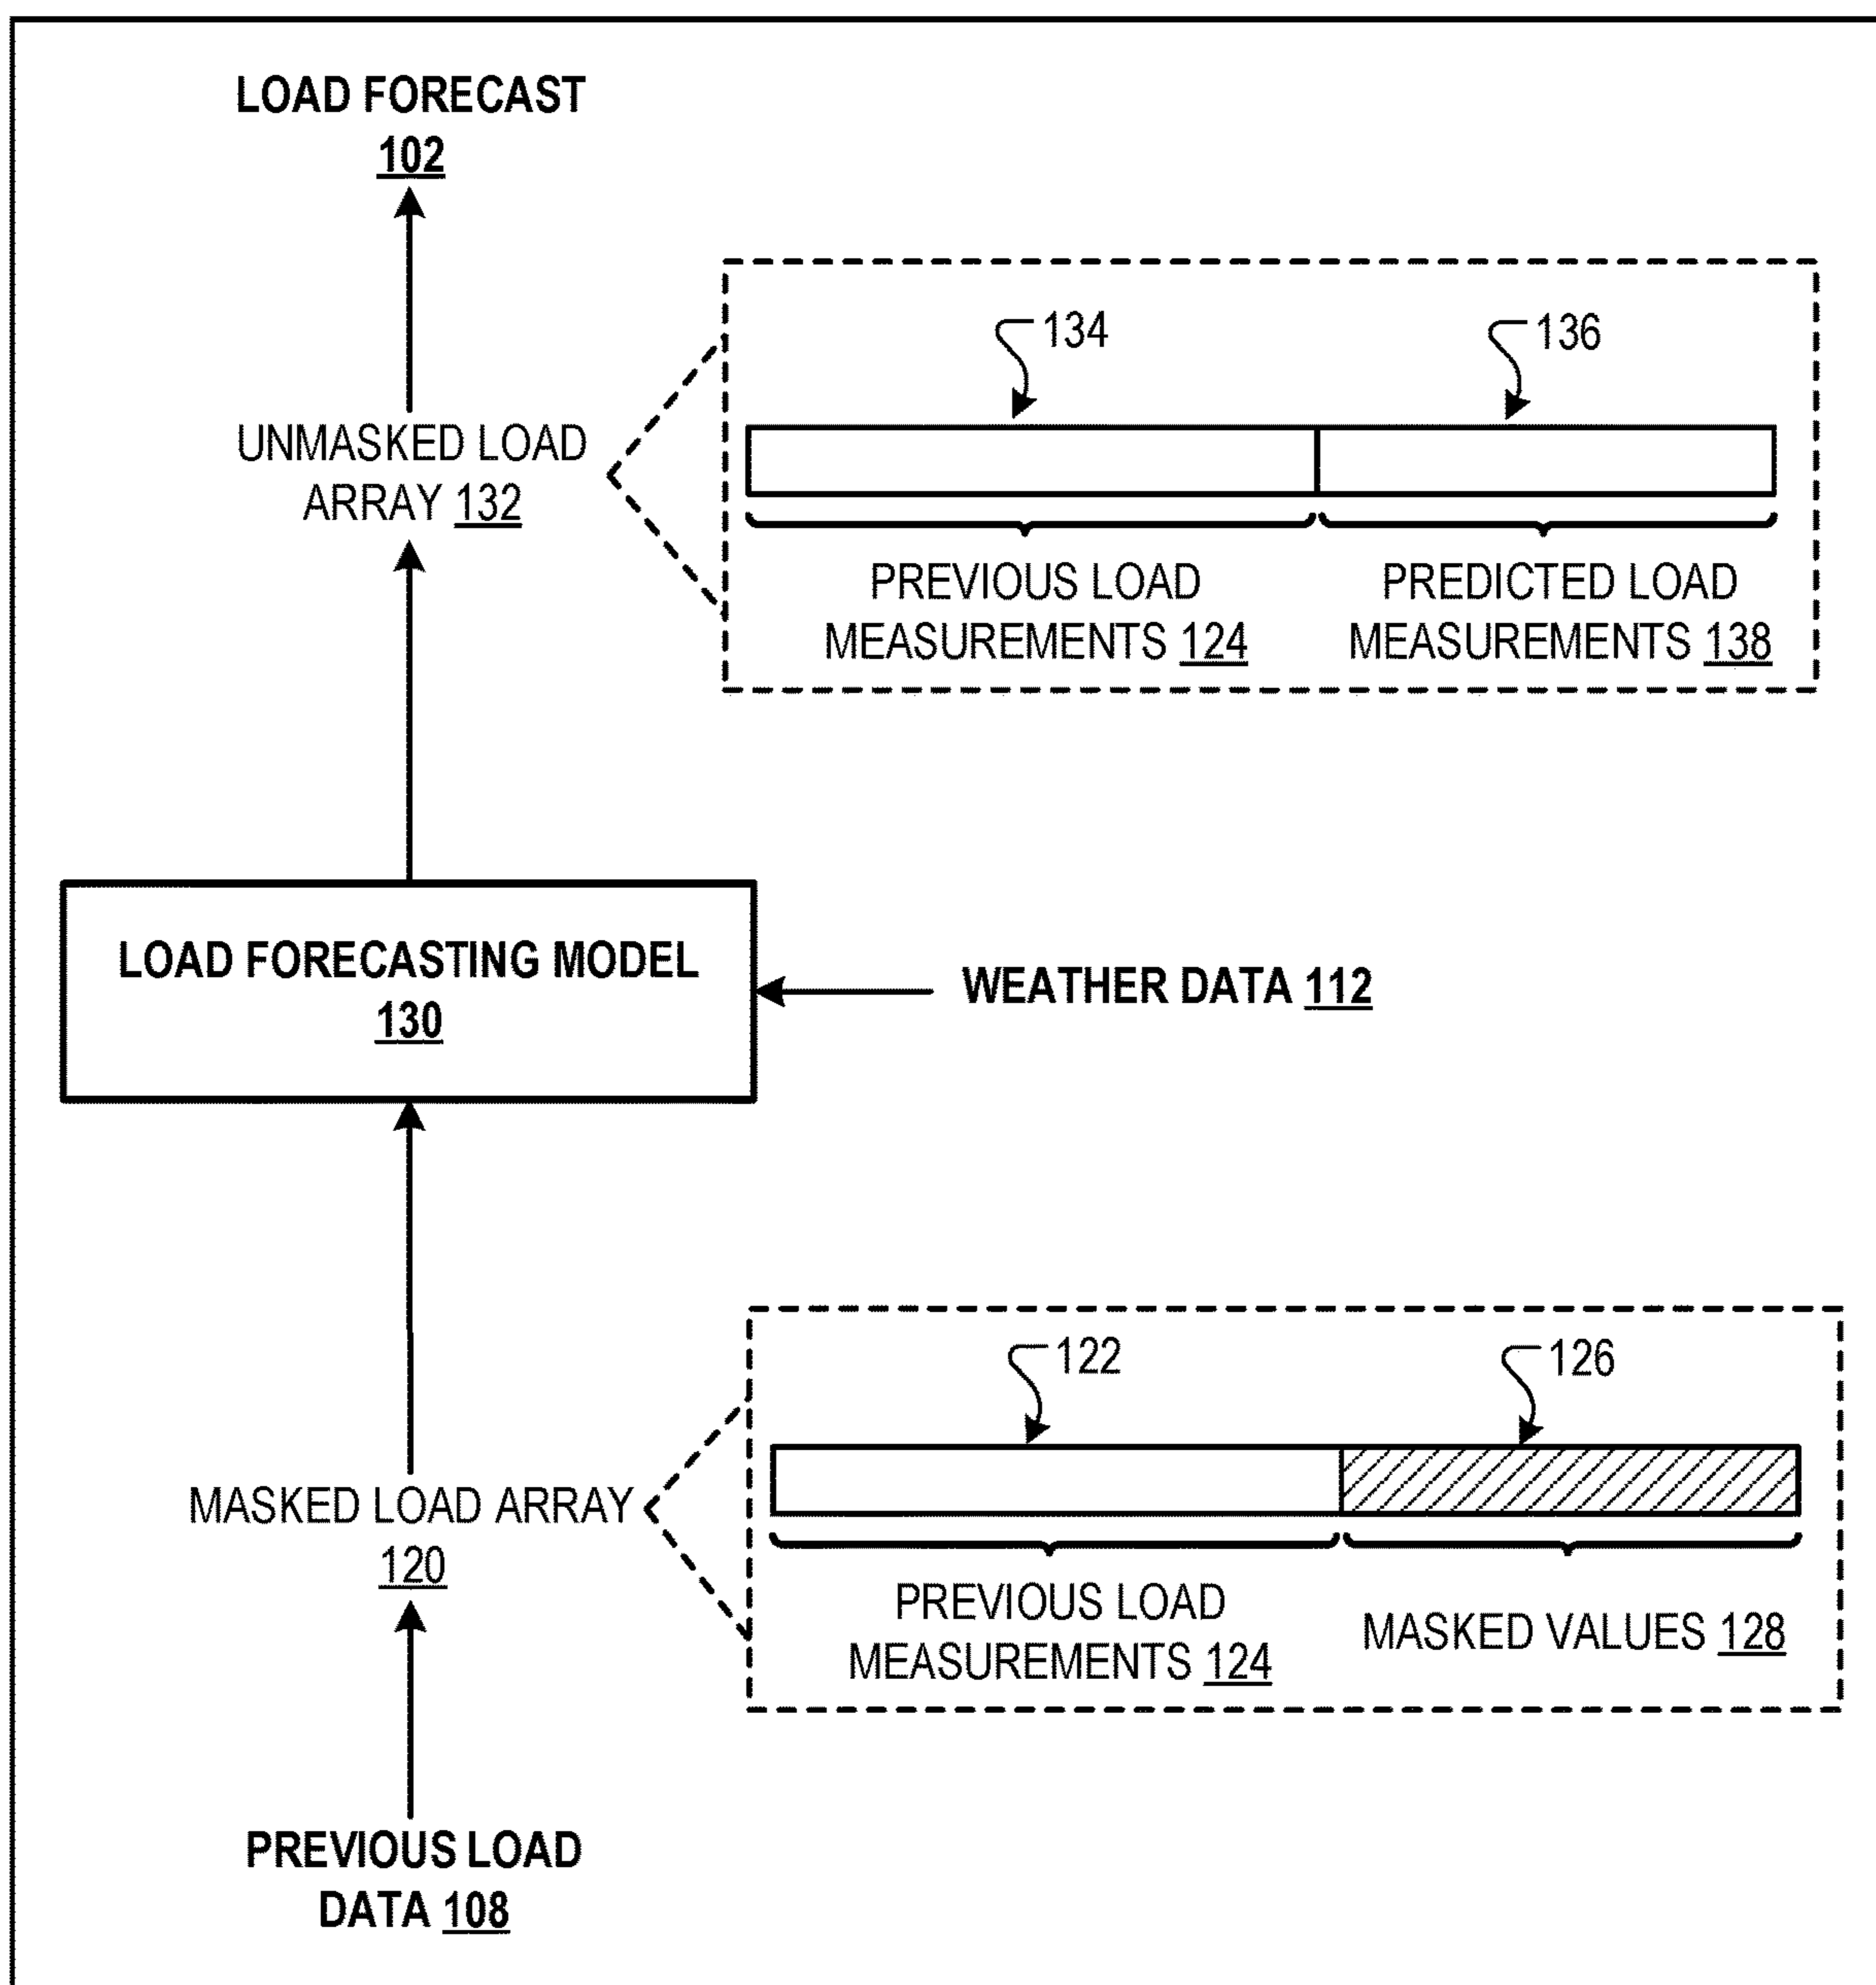 LOAD FORECAST
102
134
136
UNMASKED LOAD
ARRAY 132
PREVIOUS LOAD
MEASUREMENTS 124
PREDICTED LOAD
MEASUREMENTS 138
LOAD FORECASTING MODEL
130
WEATHER DATA 112
122
126
MASKED LOAD ARRAY
120
PREVIOUS LOAD
MEASUREMENTS 124
MASKED VALUES 128
PREVIOUS LOAD
DATA 108